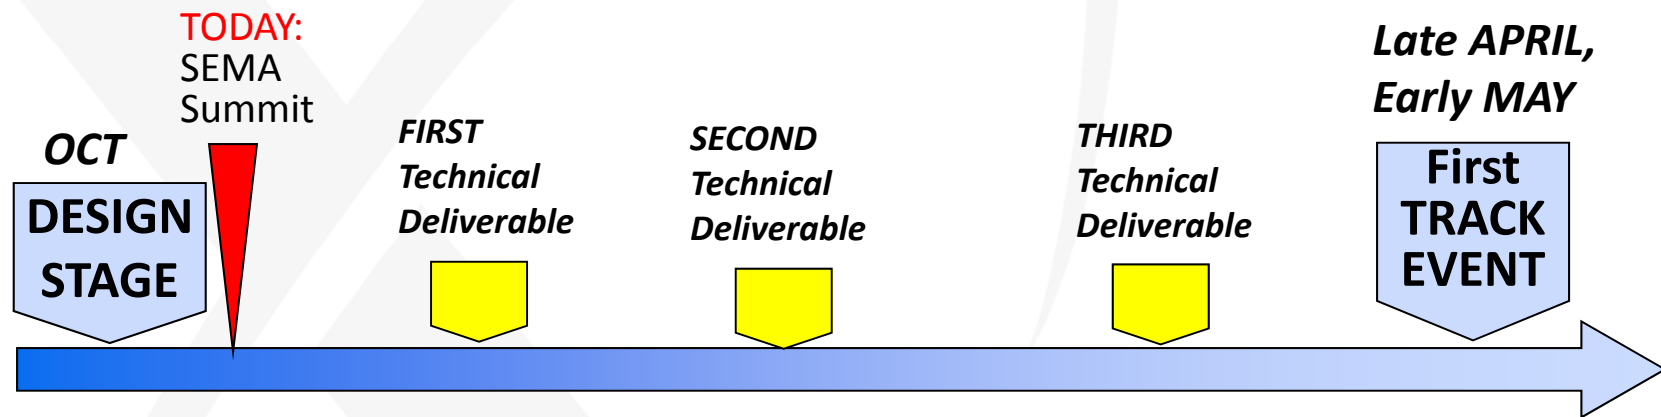 OCT
DESIGN
STAGE
TODAY:
SEMA
Summit
FIRST
Technical
Deliverable
SECOND
Technical
Deliverable
THIRD
Technical
Deliverable
Late APRIL,
Early MAY
First
TRACK
EVENT